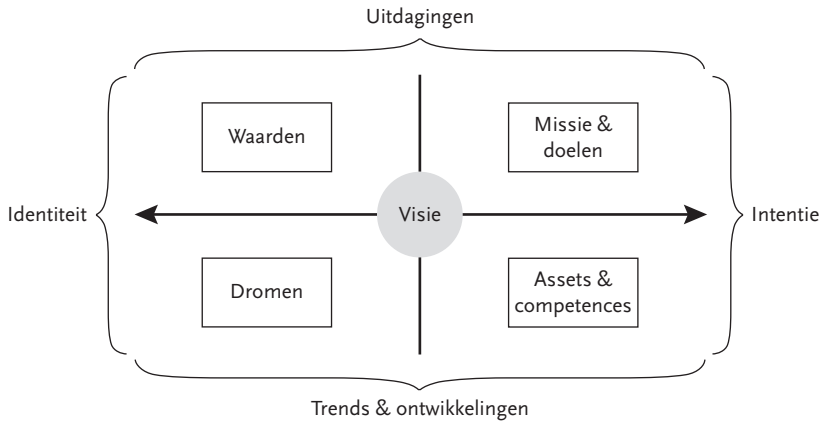 Uitdagingen
Waarden
Missie &
doelen
Identiteit
Visie
Intentie
Dromen
Assets &
competences
Trends & ontwikkelingen